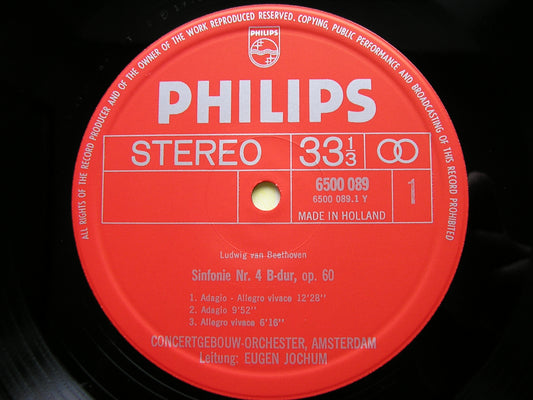 ALL RIGHTS OF THE RECORD PRODUCER AND OF THE OWNER OF THE WORK REPRODUCED RESERVED. COPYING, PUBLIC PERFORMANCE AND BROADCASTING OF THIS RECORD PROHIBITED
PHILIPS
PHILIPS
STEREO 33 1/3
6500 089
6500 089.1 Y 1
MADE IN HOLLAND
Ludwig van Beethoven
Sinfonie Nr. 4 B-dur, op. 60
1. Adagio - Allegro vivace 12'28''
2. Adagio 9'52''
3. Allegro vivace 6'16''
CONCERTGEBOUW-ORCHESTER, AMSTERDAM
Leitung: EUGEN JOCHUM